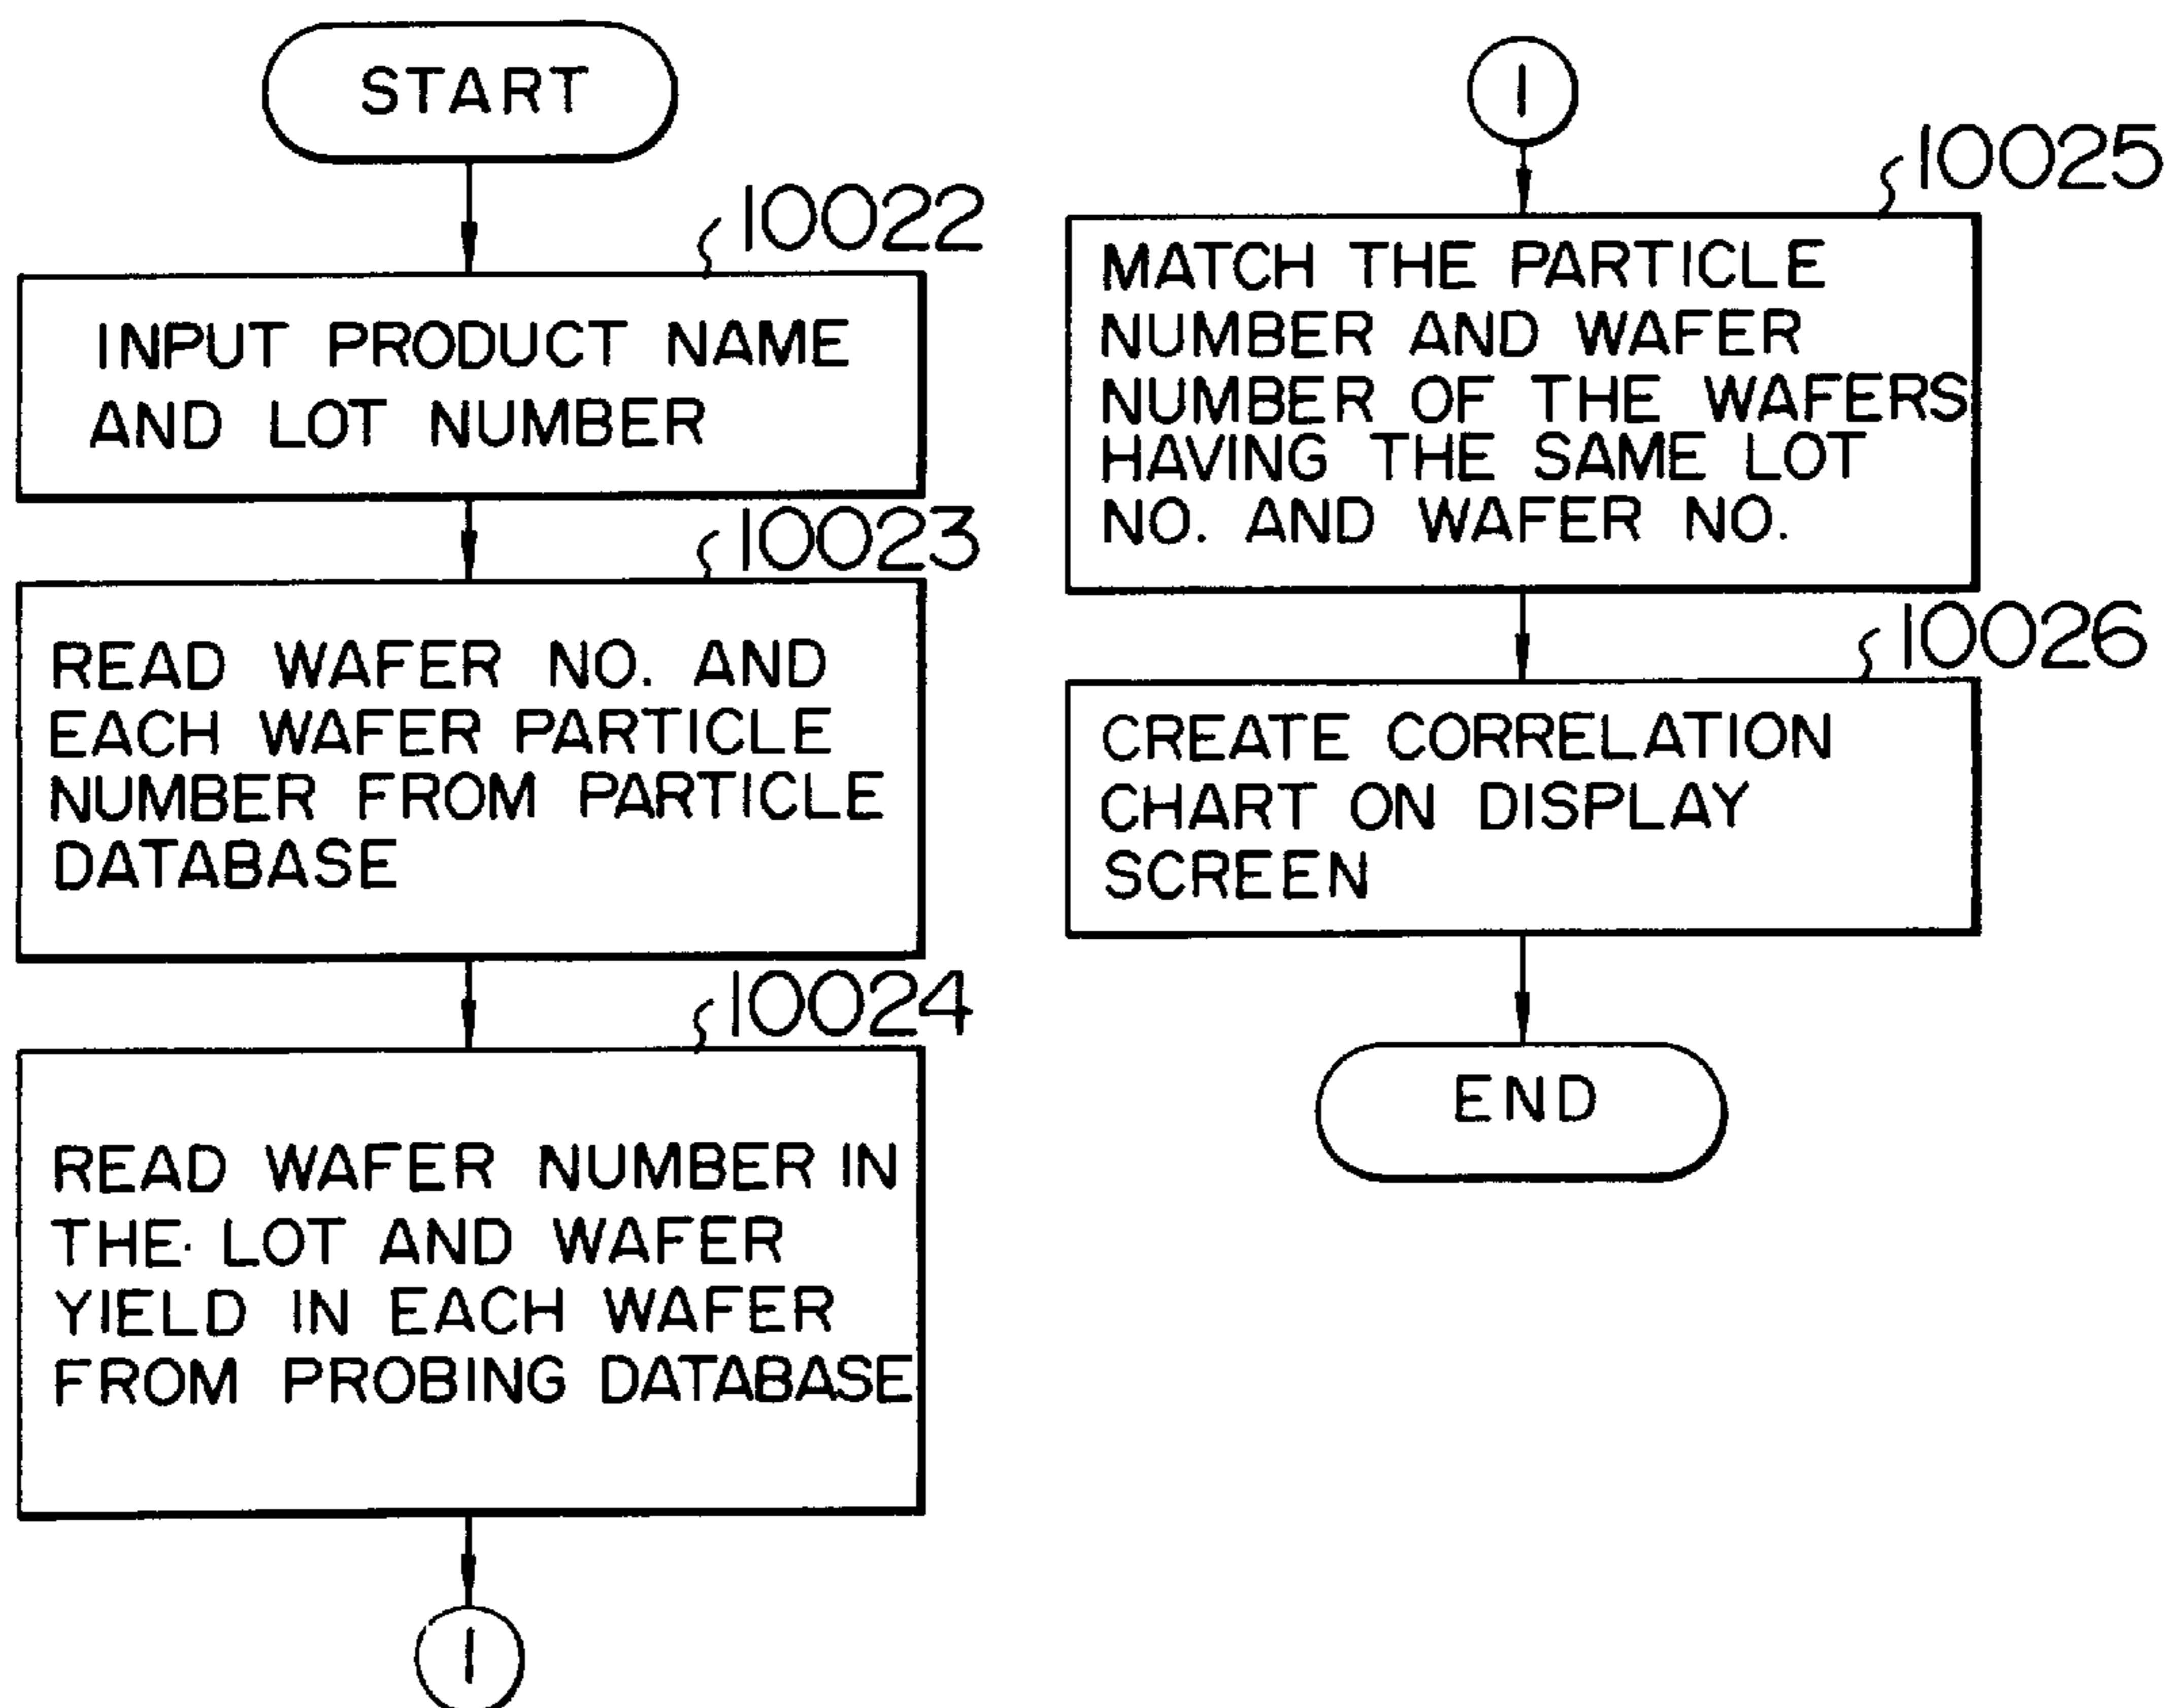 START
10022
INPUT PRODUCT NAME
AND LOT NUMBER
10023
READ WAFER NO. AND
EACH WAFER PARTICLE
NUMBER FROM PARTICLE
DATABASE
10024
READ WAFER NUMBER IN
THE LOT AND WAFER
YIELD IN EACH WAFER
FROM PROBING DATABASE
1
1
10025
MATCH THE PARTICLE
NUMBER AND WAFER
NUMBER OF THE WAFERS
HAVING THE SAME LOT
NO. AND WAFER NO.
10026
CREATE CORRELATION
CHART ON DISPLAY
SCREEN
END